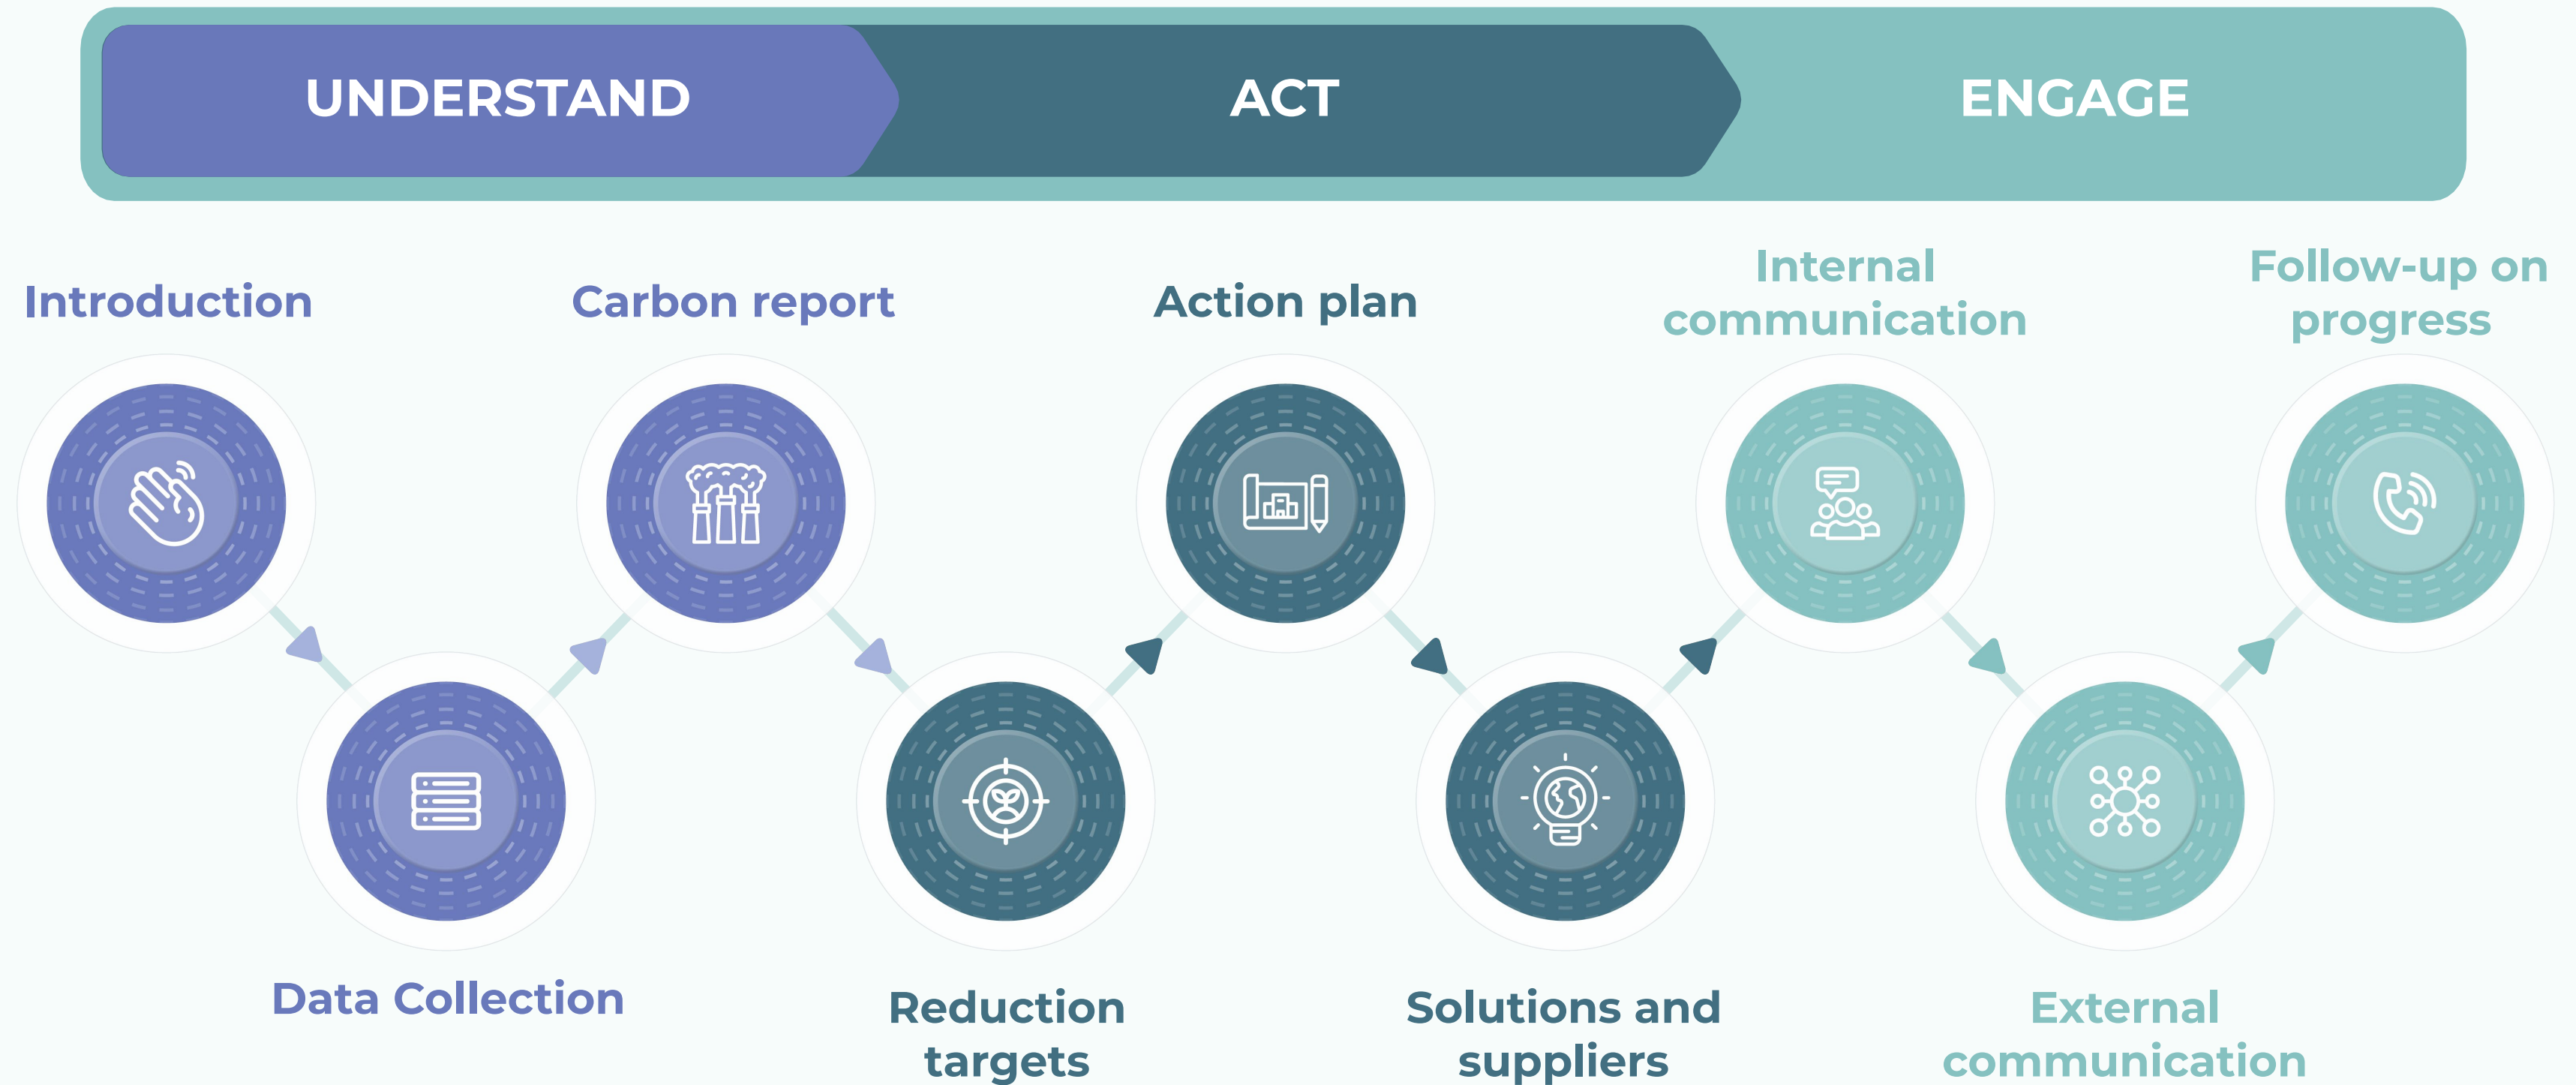 UNDERSTAND
ACT
ENGAGE
Introduction
Data Collection
Carbon report
Reduction
targets
Action plan
Solutions and
suppliers
Internal
communication
External
communication
Follow-up on
progress